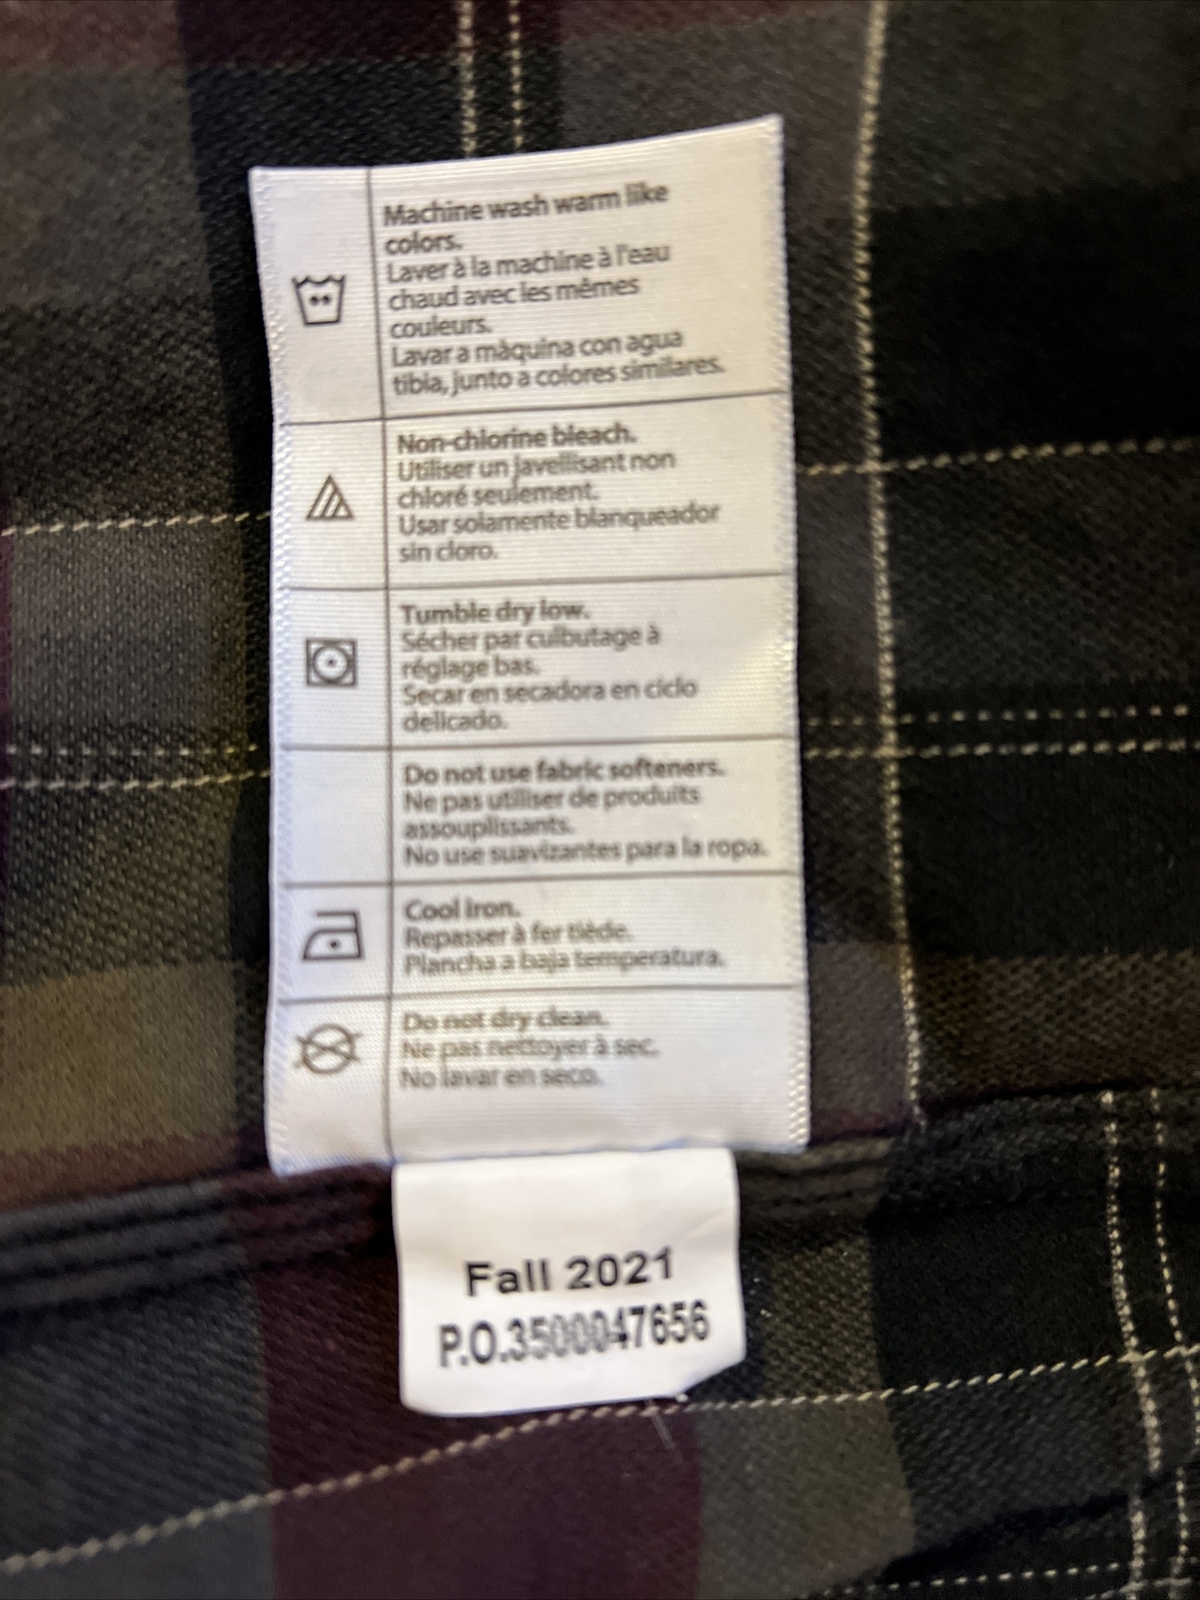 Machine wash warm like
colors.
Laver à la machine à l'eau
chaud avec les mêmes
couleurs.
Lavar a màquina con agua
tibia, junto a colores similares.
Non-chlorine bleach.
Utiliser un javellisant non
chloré seulement.
Usar solamente blanqueador
sin cloro.
Tumble dry low.
Sécher par culbutage à
réglage bas.
Secar en secadora en ciclo
delicado.
Do not use fabric softeners.
Ne pas utiliser de produits
assouplissants.
No use suavizantes para la ropa.
Cool iron.
Repasser à fer tiède.
Plancha a baja temperatura.
Do not dry clean.
Ne pas nettoyer à sec.
No lavar en seco.
Fall 2021
P.O.3500047656